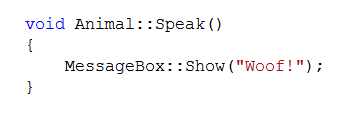 void Animal::Speak()
{
    MessageBox::Show("Woof!");
}